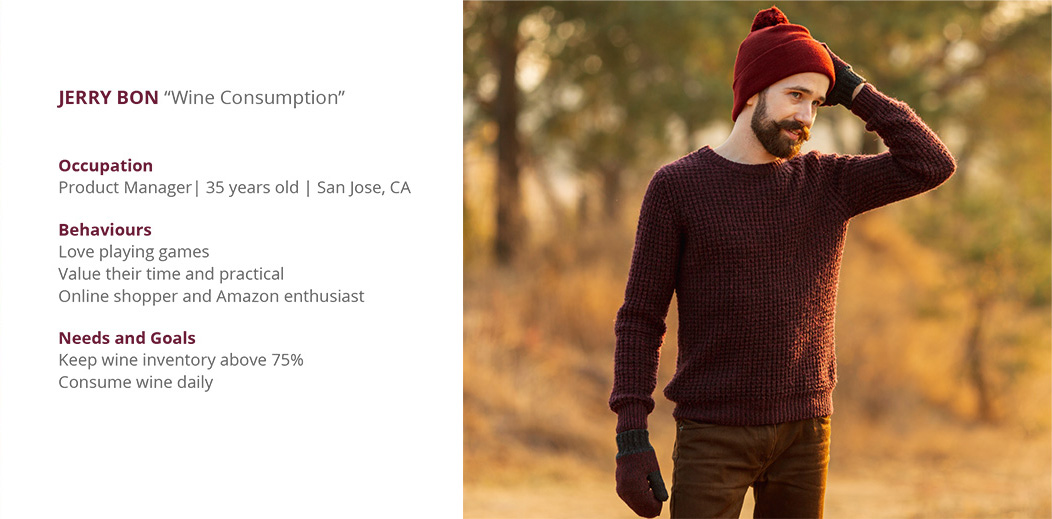 JERRY BON “Wine Consumption”
Occupation
Product Manager| 35 years old | San Jose, CA
Behaviours
Love playing games
Value their time and practical
Online shopper and Amazon enthusiast
Needs and Goals
Keep wine inventory above 75%
Consume wine daily